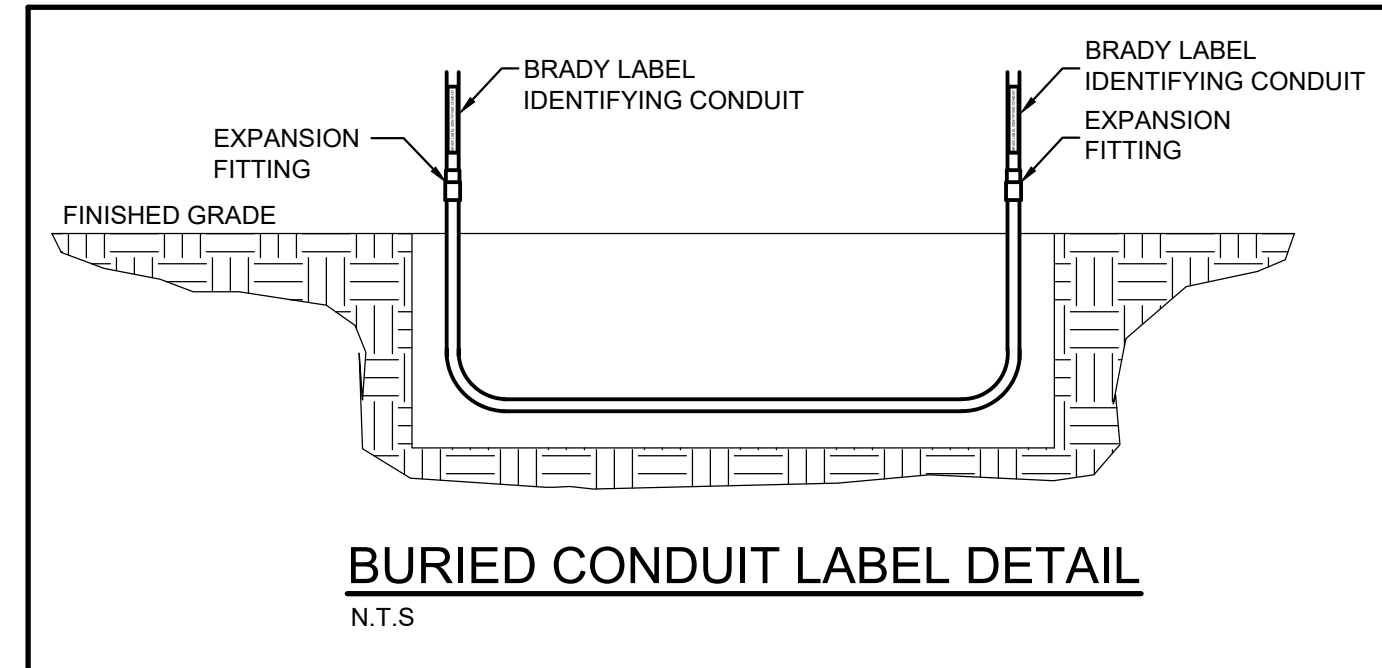 BRADY LABEL
IDENTIFYING CONDUIT
EXPANSION
FITTING
BRADY LABEL
IDENTIFYING CONDUIT
EXPANSION
FITTING
FINISHED GRADE
BURIED CONDUIT LABEL DETAIL
N.T.S